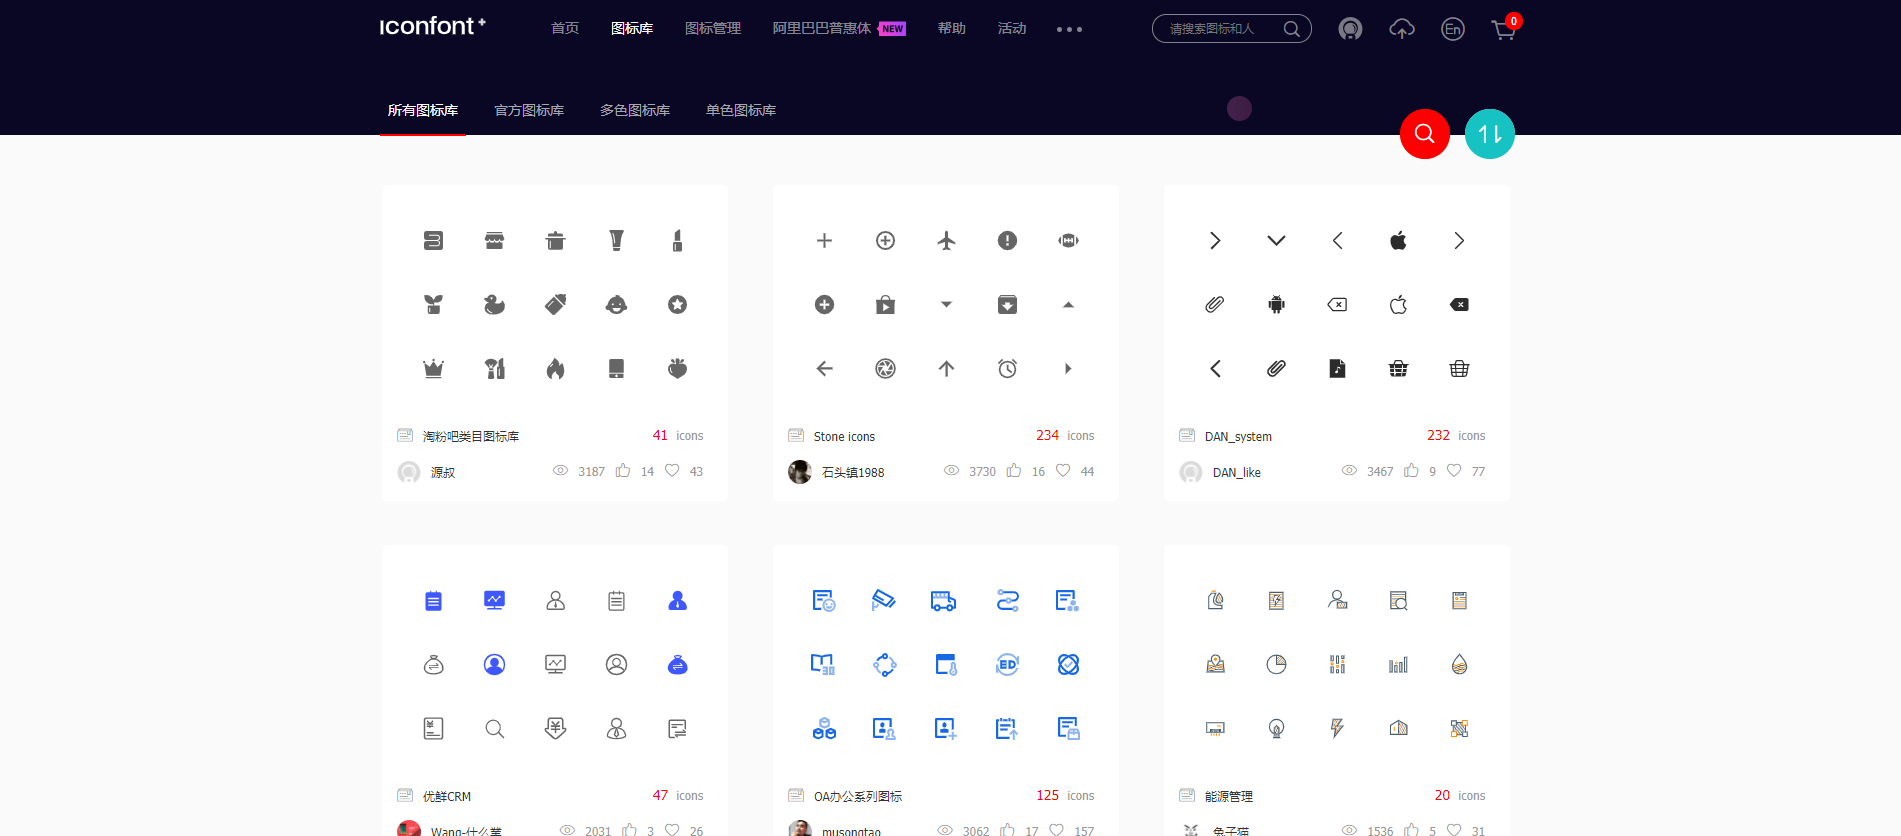 iconfont+
首页 图标库 图标管理 阿里巴巴普惠体 NEW 帮助 活动 请搜索图标和人 En 0
所有图标库 官方图标库 多色图标库 单色图标库
淘粉吧类目图标库 41 icons
源叔 3187 14 43
Stone icons 234 icons
石头镇1988 3730 16 44
DAN_system 232 icons
DAN_like 3467 9 77
优鲜CRM 47 icons
Wang-什么業 2031 3 26
OA办公系列图标 125 icons
musongtao 3062 17 157
能源管理 20 icons
兔子猫 1536 5 31